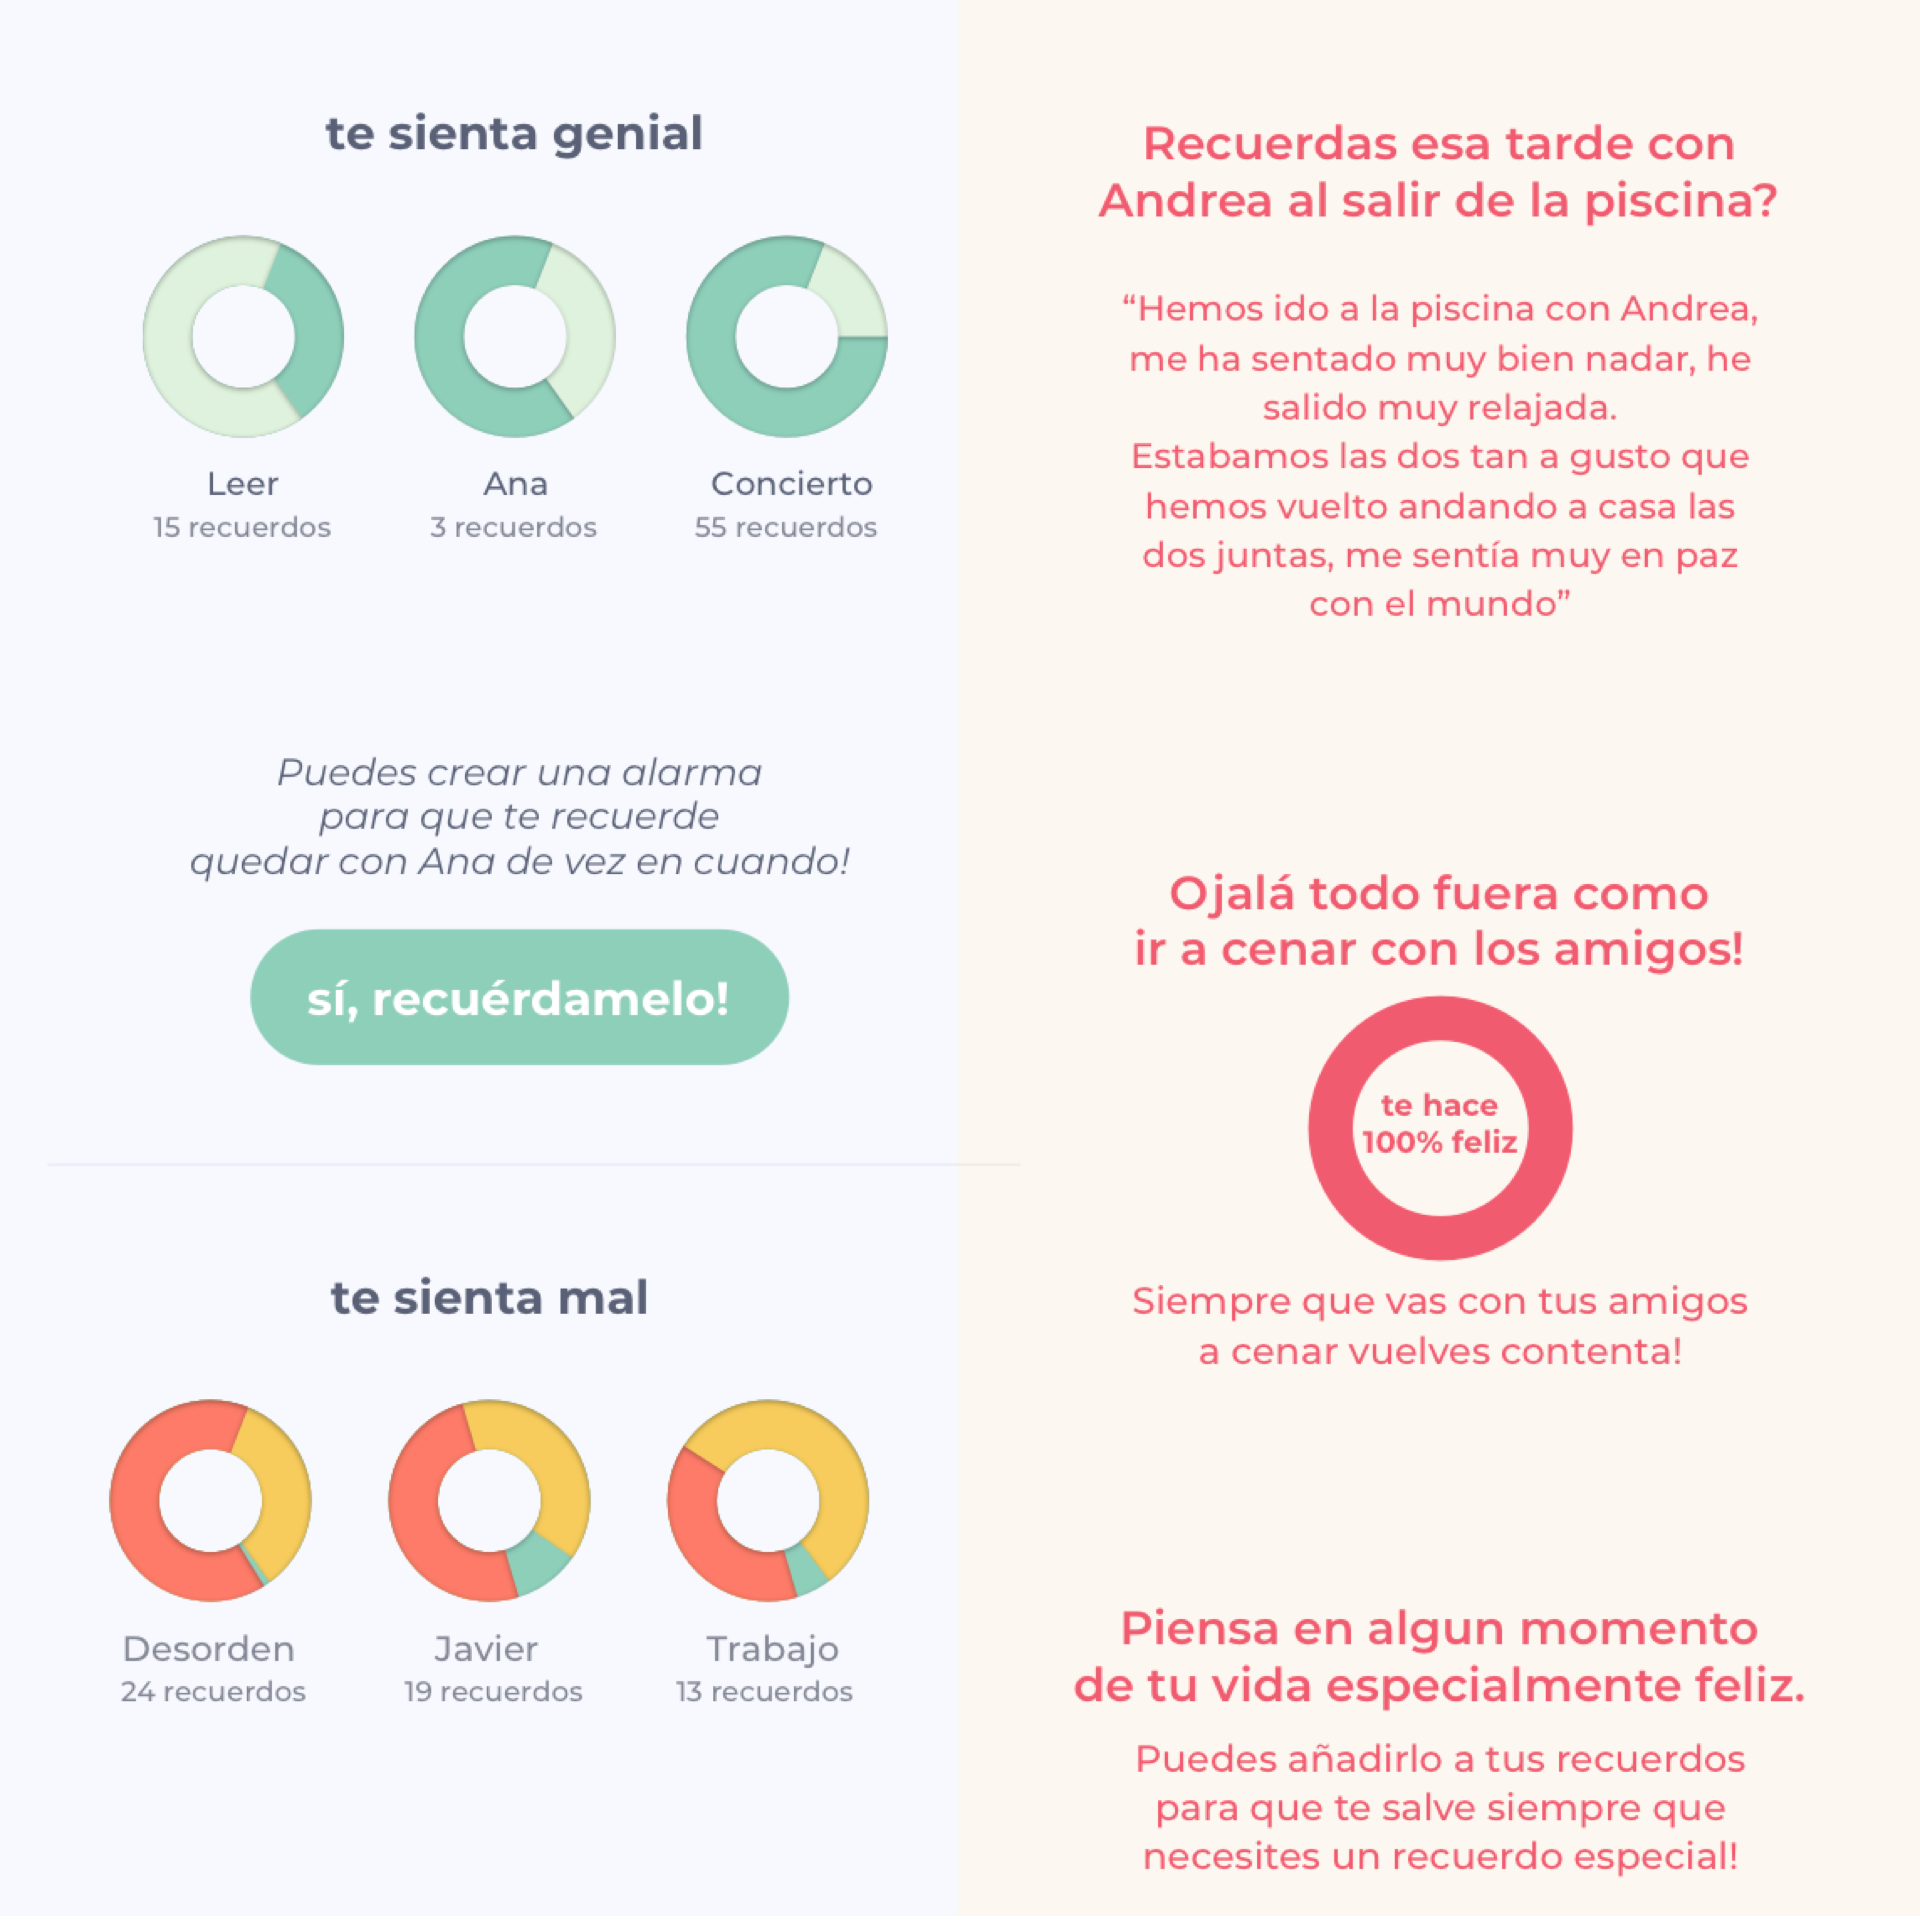 te sienta genial
Leer
15 recuerdos
Ana
3 recuerdos
Concierto
55 recuerdos
Puedes crear una alarma
para que te recuerde
quedar con Ana de vez en cuando!
sí, recuérdamelo!
te sienta mal
Desorden
24 recuerdos
Javier
19 recuerdos
Trabajo
13 recuerdos
Recuerdas esa tarde con
Andrea al salir de la piscina?
“Hemos ido a la piscina con Andrea,
me ha sentado muy bien nadar, he
salido muy relajada.
Estabamos las dos tan a gusto que
hemos vuelto andando a casa las
dos juntas, me sentía muy en paz
con el mundo”
Ojalá todo fuera como
ir a cenar con los amigos!
te hace
100% feliz
Siempre que vas con tus amigos
a cenar vuelves contenta!
Piensa en algun momento
de tu vida especialmente feliz.
Puedes añadirlo a tus recuerdos
para que te salve siempre que
necesites un recuerdo especial!